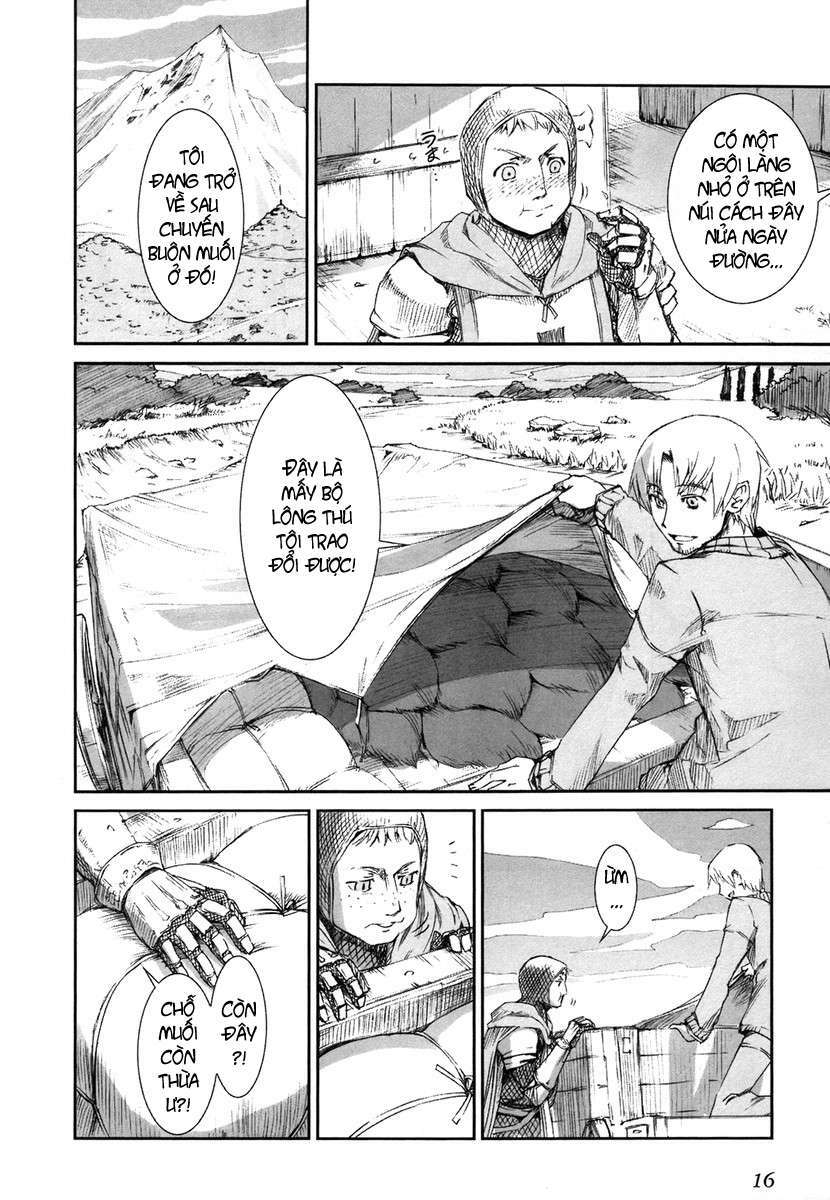 CÓ MỘT
NGÔI LÀNG
NHỎ Ở TRÊN
NÚI CÁCH ĐÂY
NỬA NGÀY
ĐƯỜNG...
うま
TÔI
ĐANG TRỞ
VỀ SAU
CHUYẾN
BUÔN MUỐI
Ở ĐÓ!
ĐÂY LÀ
MẤY BỘ
LÔNG THÚ
TÔI TRAO
ĐỔI ĐƯỢC!
ỪM
...
CÒN
ĐÂY
?!
CHỖ
MUỐI
CÒN
THỪA
Ư?!
16